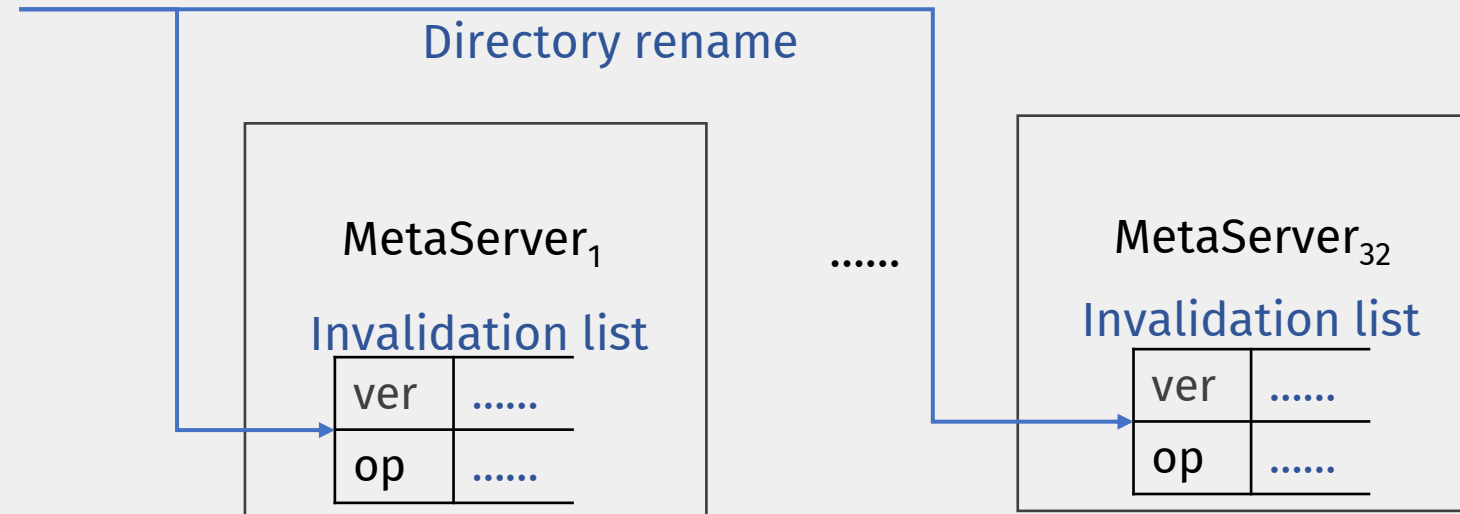 Directory rename
MetaServer₁
Invalidation list
ver ......
op ......
......
MetaServer₃₂
Invalidation list
ver ......
op ......